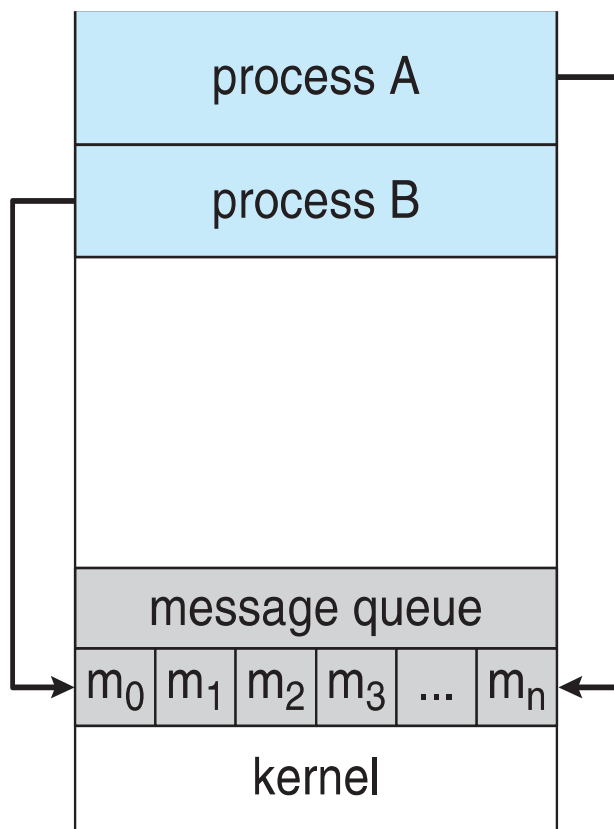 process A
process B
message queue
m₀ m₁ m₂ m₃ ... mₙ
kernel